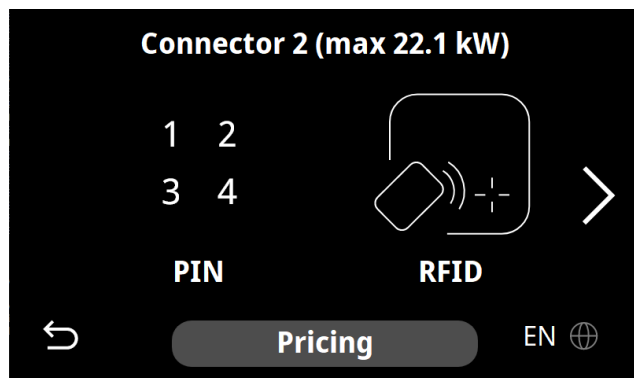 Connector 2 (max 22.1 kW)
1 2
3 4
PIN
RFID
Pricing
EN